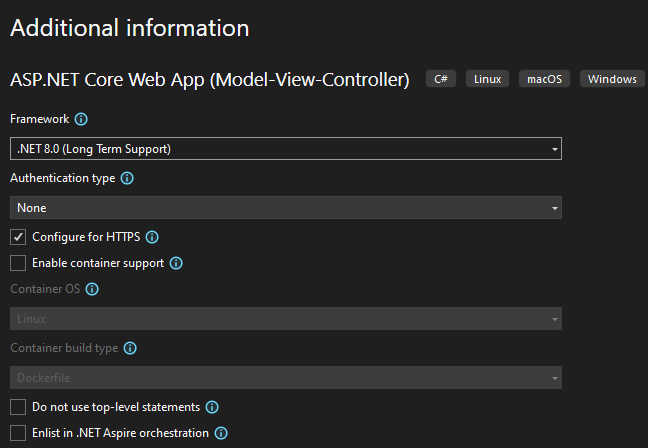 Additional information
ASP.NET Core Web App (Model-View-Controller) C# Linux macOS Windows
Framework
.NET 8.0 (Long Term Support)
Authentication type
None
Configure for HTTPS
Enable container support
Container OS
Linux
Container build type
Dockerfile
Do not use top-level statements
Enlist in .NET Aspire orchestration